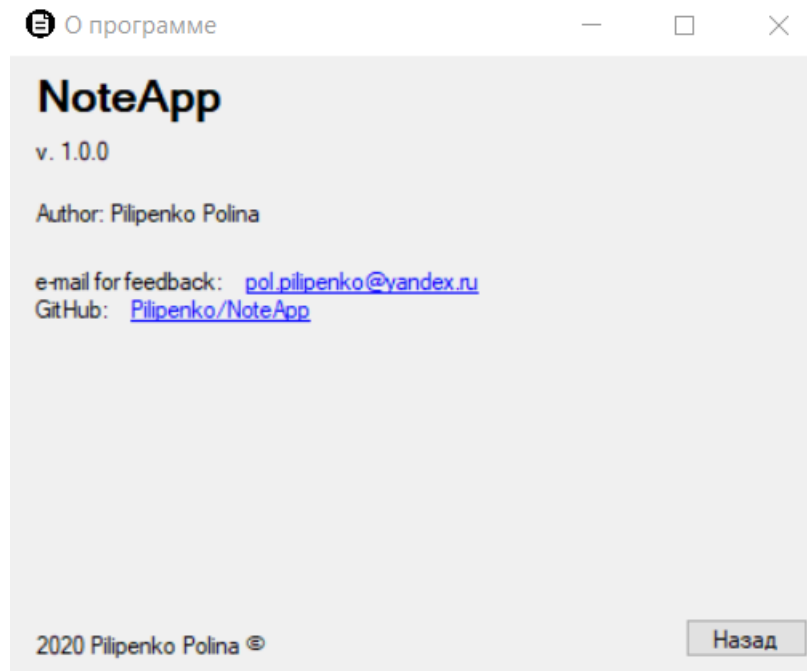 О программе
NoteApp
v. 1.0.0
Author: Pilipenko Polina
e-mail for feedback: pol.pilipenko@yandex.ru
GitHub: Pilipenko/NoteApp
2020 Pilipenko Polina ©
Назад